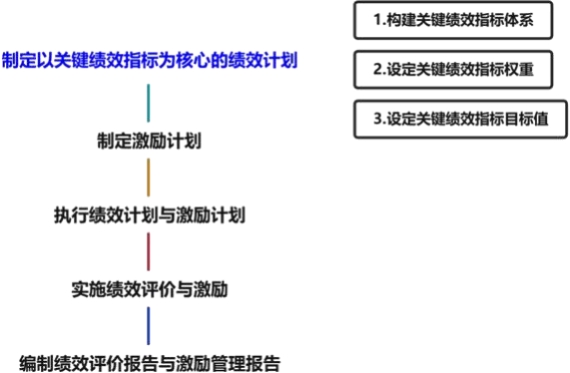 制定以关键绩效指标为核心的绩效计划
制定激励计划
执行绩效计划与激励计划
实施绩效评价与激励
编制绩效评价报告与激励管理报告
1.构建关键绩效指标体系
2.设定关键绩效指标权重
3.设定关键绩效指标目标值